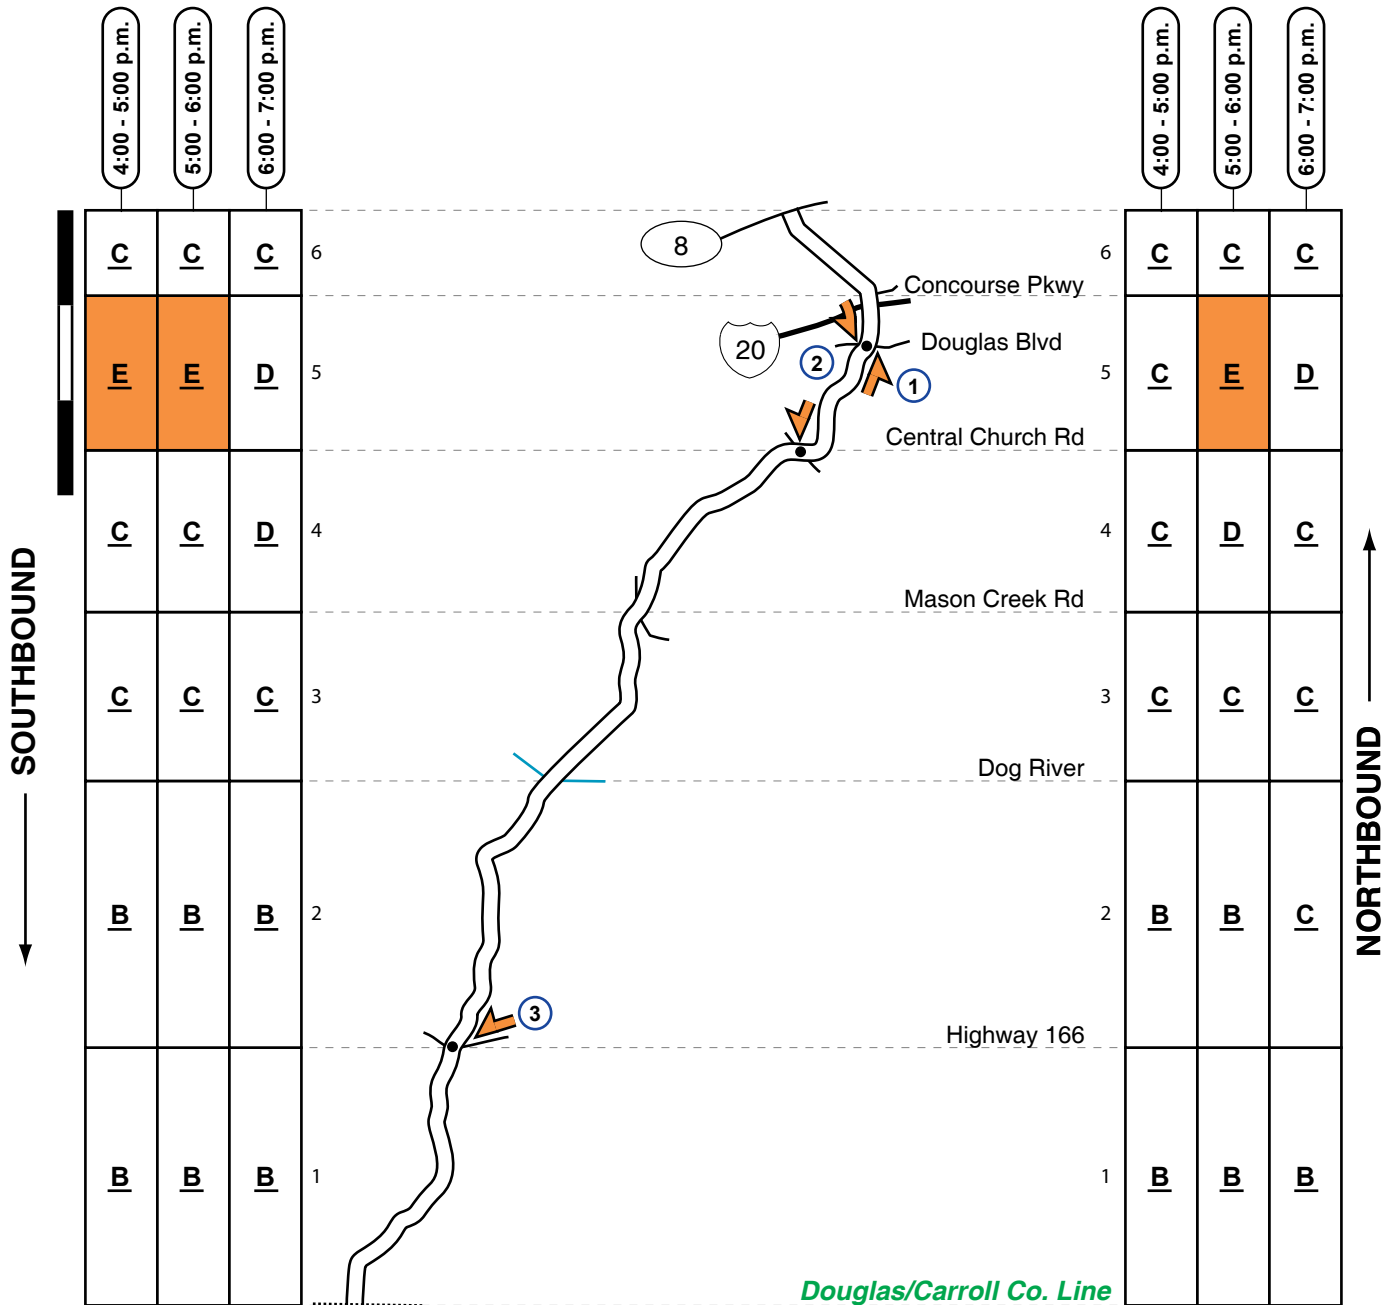 4:00 - 5:00 p.m. 5:00 - 6:00 p.m. 6:00 - 7:00 p.m. 4:00 - 5:00 p.m. 5:00 - 6:00 p.m. 6:00 - 7:00 p.m.
C C C 6 8 6 C C C
Concourse Pkwy
20 Douglas Blvd
2
E E D 5 1 5 C E D
Central Church Rd
C C D 4 4 C D C
Mason Creek Rd
SOUTHBOUND
C C C 3 3 C C C
Dog River
NORTHBOUND
B B B 2 2 B B C
3
Highway 166
B B B 1 1 B B B
Douglas/Carroll Co. Line